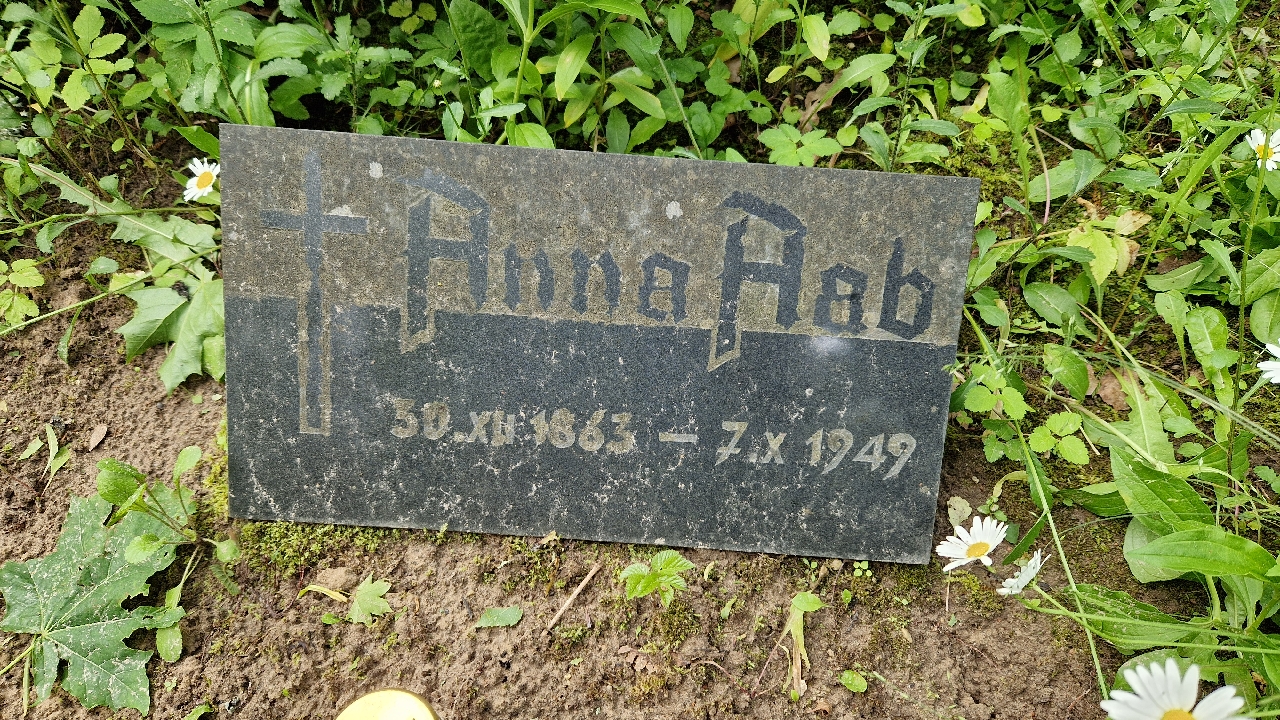 Anna Aab
30.XII 1863 – 7.X 1949